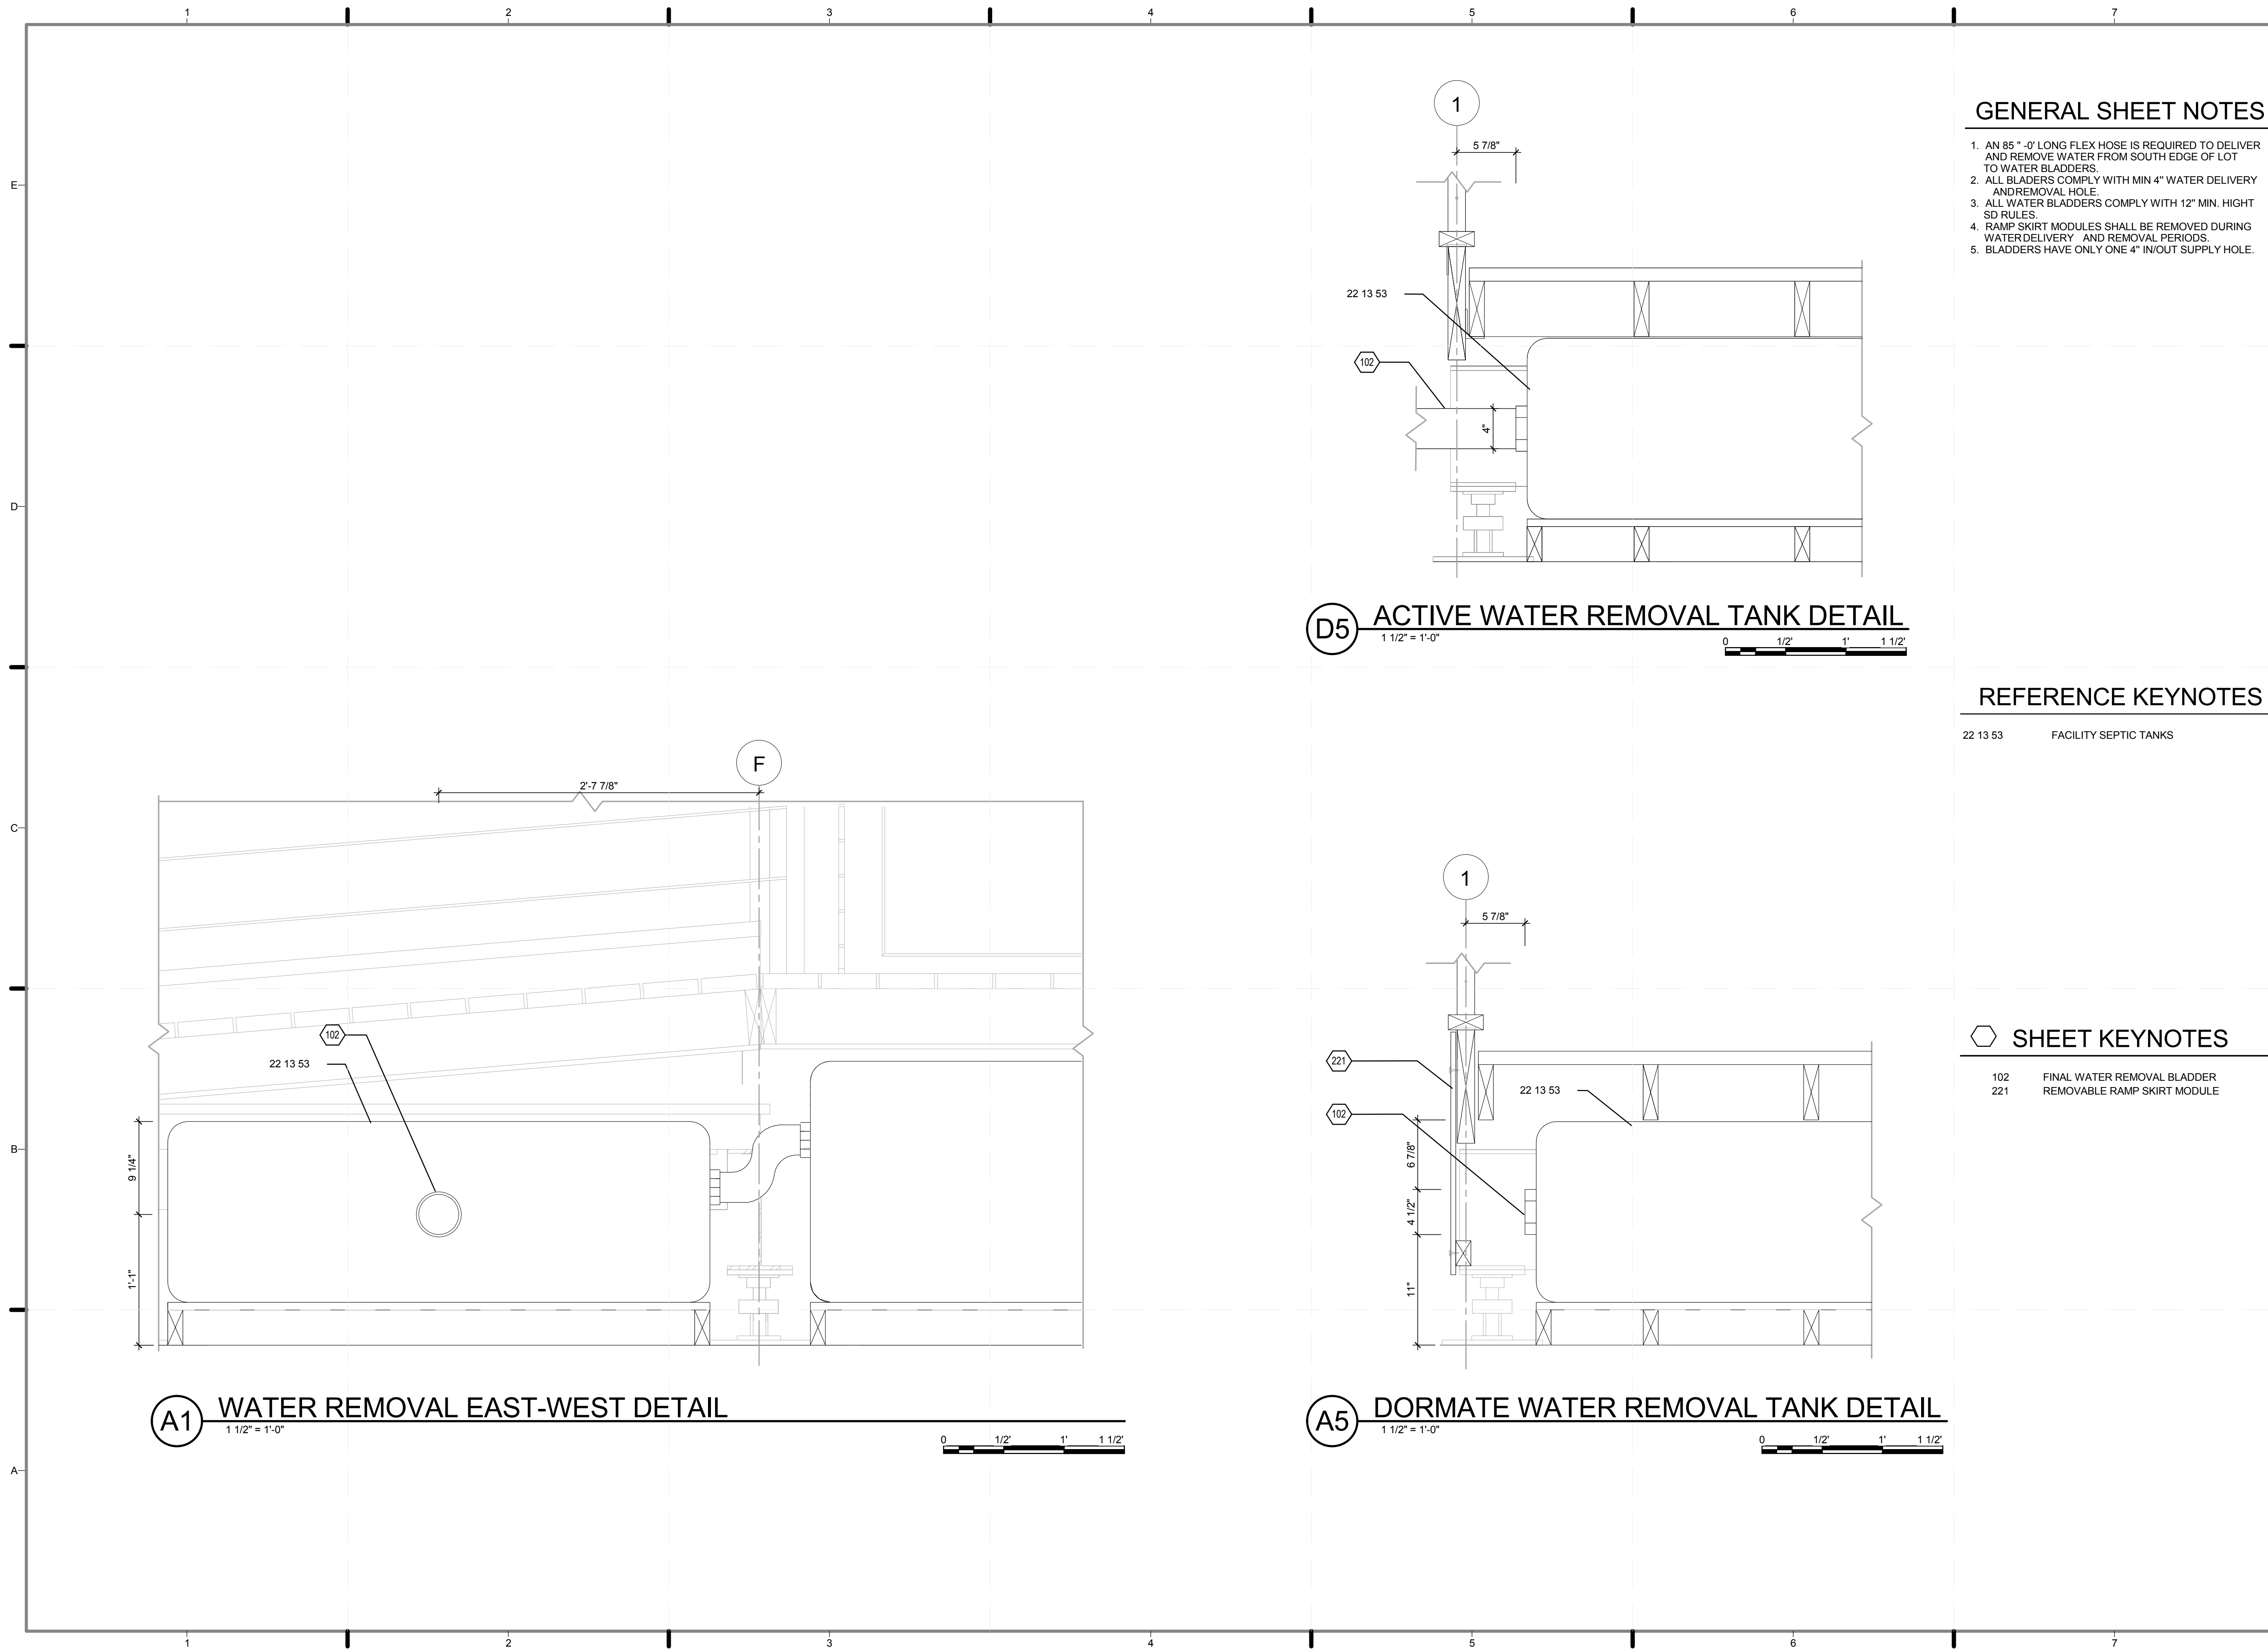 1 2 3 4 5 6 7
E
D
C
B
A
1
5 7/8"
22 13 53
102
4"
D5 ACTIVE WATER REMOVAL TANK DETAIL
1 1/2" = 1'-0"
0 1/2' 1' 1 1/2'
GENERAL SHEET NOTES
1. AN 85 " -0' LONG FLEX HOSE IS REQUIRED TO DELIVER
AND REMOVE WATER FROM SOUTH EDGE OF LOT
TO WATER BLADDERS.
2. ALL BLADERS COMPLY WITH MIN 4" WATER DELIVERY
ANDREMOVAL HOLE.
3. ALL WATER BLADDERS COMPLY WITH 12" MIN. HIGHT
SD RULES.
4. RAMP SKIRT MODULES SHALL BE REMOVED DURING
WATERDELIVERY AND REMOVAL PERIODS.
5. BLADDERS HAVE ONLY ONE 4" IN/OUT SUPPLY HOLE.
REFERENCE KEYNOTES
22 13 53 FACILITY SEPTIC TANKS
F
2'-7 7/8"
102
22 13 53
9 1/4"
1'-1"
A1 WATER REMOVAL EAST-WEST DETAIL
1 1/2" = 1'-0"
0 1/2' 1' 1 1/2'
1
5 7/8"
221
22 13 53
102
6 7/8"
4 1/2"
11"
A5 DORMATE WATER REMOVAL TANK DETAIL
1 1/2" = 1'-0"
0 1/2' 1' 1 1/2'
SHEET KEYNOTES
102 FINAL WATER REMOVAL BLADDER
221 REMOVABLE RAMP SKIRT MODULE
1 2 3 4 5 6 7